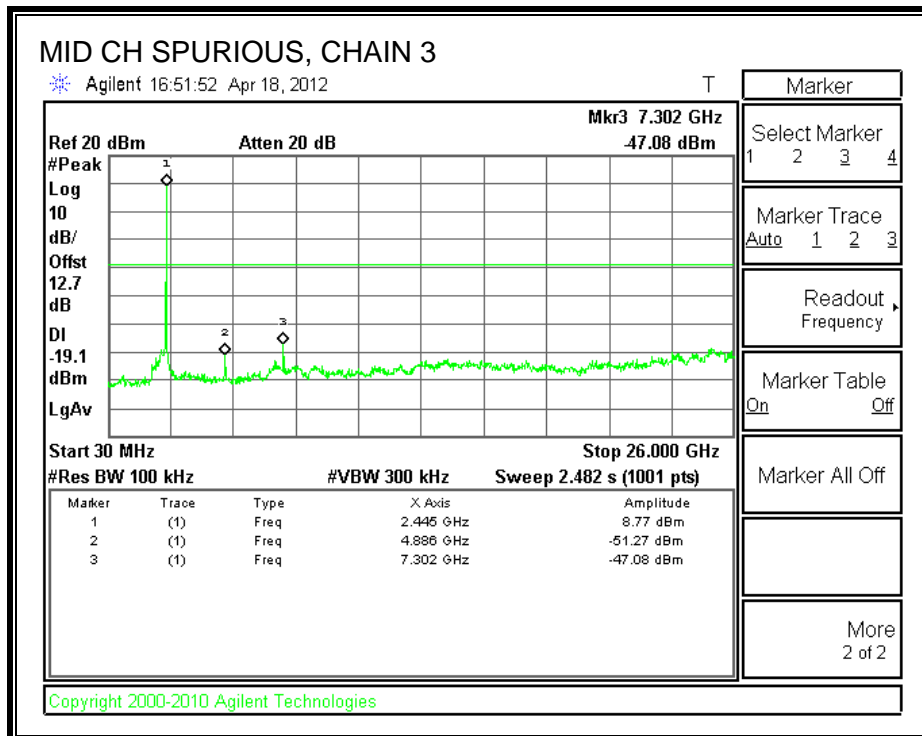 MID CH SPURIOUS, CHAIN 3
Agilent 16:51:52 Apr 18, 2012 T
Mkr3 7.302 GHz
Ref 20 dBm Atten 20 dB -47.08 dBm
#Peak
Log
10
dB/
Offst
12.7
dB
DI
-19.1
dBm
LgAv
1
2
3
Start 30 MHz Stop 26.000 GHz
#Res BW 100 kHz #VBW 300 kHz Sweep 2.482 s (1001 pts)
Marker Trace Type X Axis Amplitude
1 (1) Freq 2.445 GHz 8.77 dBm
2 (1) Freq 4.886 GHz -51.27 dBm
3 (1) Freq 7.302 GHz -47.08 dBm
Marker
Select Marker
1 2 3 4
Marker Trace
Auto 1 2 3
Readout
Frequency
Marker Table
On Off
Marker All Off
More
2 of 2
Copyright 2000-2010 Agilent Technologies